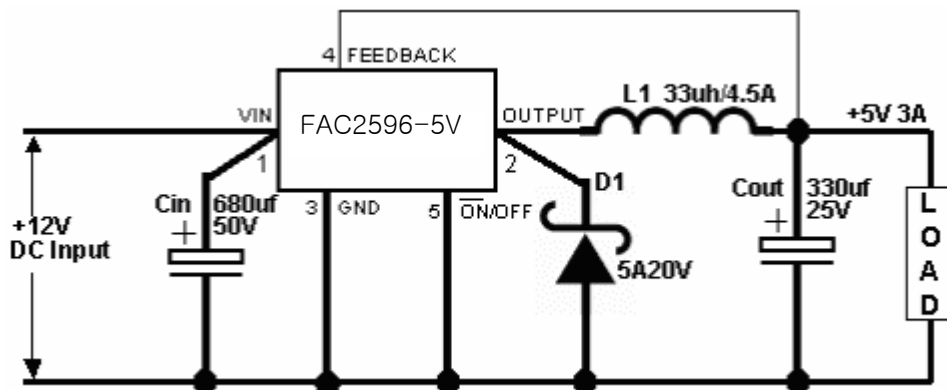 4 FEEDBACK
VIN
FAC2596-5V
OUTPUT
L1 33uh/4.5A
+5V 3A
1
2
D1
Cin
680uf
50V
+
3 GND
5 ON/OFF
Cout
330uf
25V
+
+12V
DC Input
5A20V
LOAD